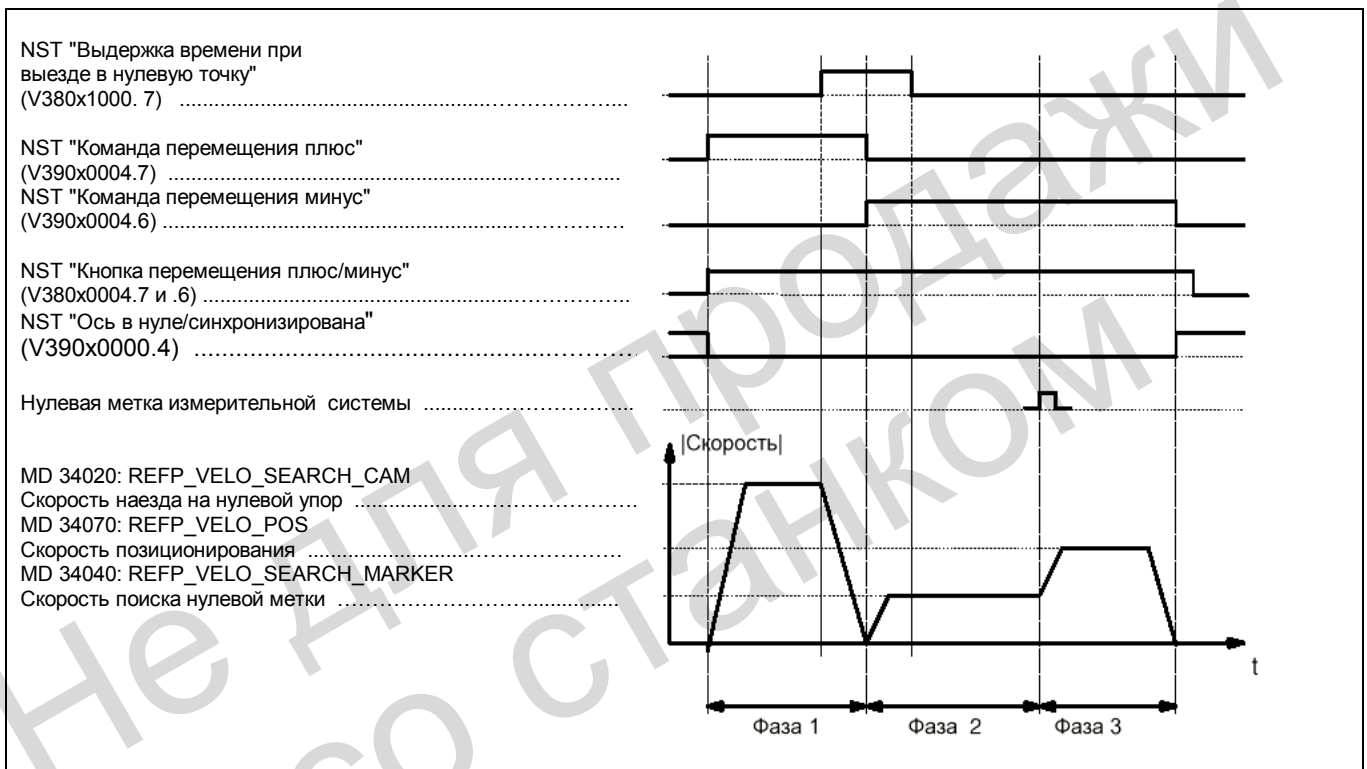 NST "Выдержка времени при
выезде в нулевую точку"
(V380x1000. 7) ......................................................
NST "Команда перемещения плюс"
(V390x0004.7) ......................................................
NST "Команда перемещения минус"
(V390x0004.6) ......................................................
NST "Кнопка перемещения плюс/минус"
(V380x0004.7 и .6) ......................................................
NST "Ось в нуле/синхронизирована"
(V390x0000.4) ......................................................
Нулевая метка измерительной системы ..............................
|Скорость|
MD 34020: REFP_VELO_SEARCH_CAM
Скорость наезда на нулевой упор ..............................
MD 34070: REFP_VELO_POS
Скорость позиционирования ..............................
MD 34040: REFP_VELO_SEARCH_MARKER
Скорость поиска нулевой метки ..............................
t
Фаза 1 Фаза 2 Фаза 3
Не для продажи
со станком